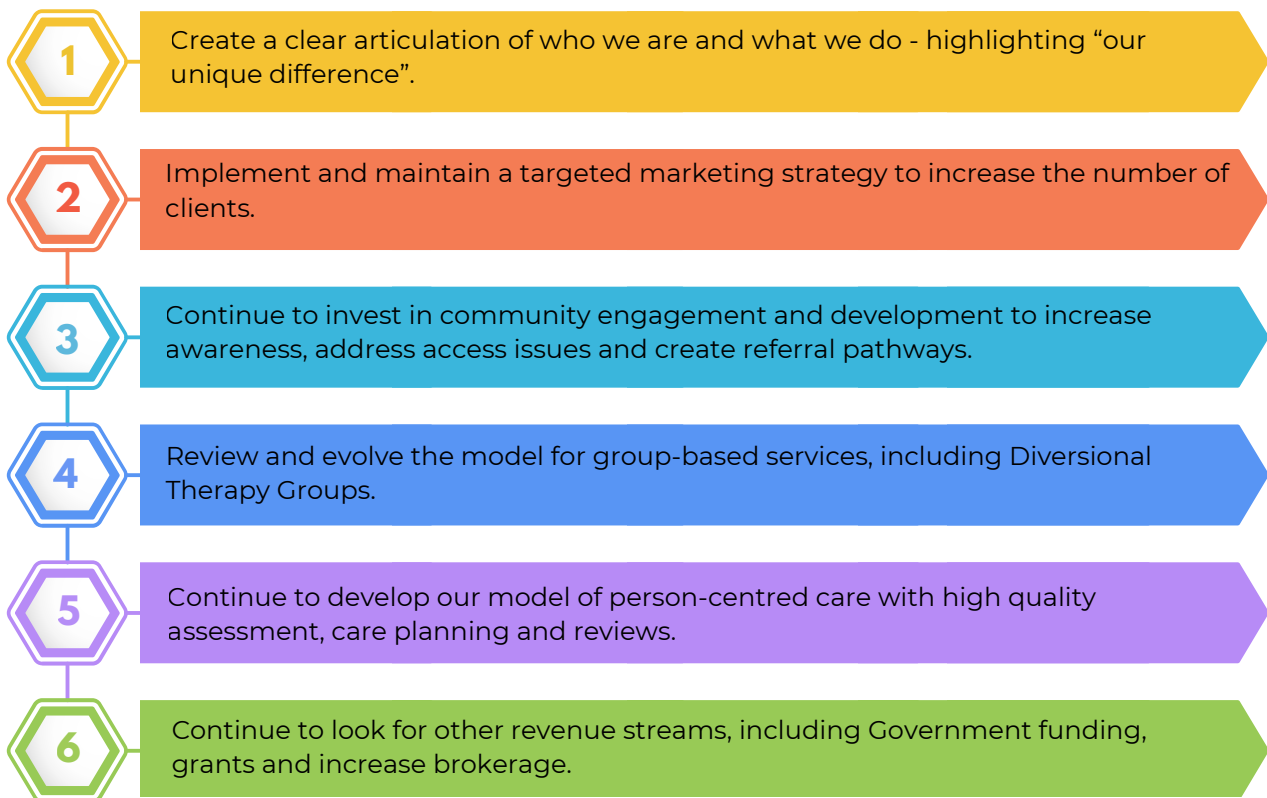 1
Create a clear articulation of who we are and what we do - highlighting “our
unique difference”.
2
Implement and maintain a targeted marketing strategy to increase the number of
clients.
3
Continue to invest in community engagement and development to increase
awareness, address access issues and create referral pathways.
4
Review and evolve the model for group-based services, including Diversional
Therapy Groups.
5
Continue to develop our model of person-centred care with high quality
assessment, care planning and reviews.
6
Continue to look for other revenue streams, including Government funding,
grants and increase brokerage.